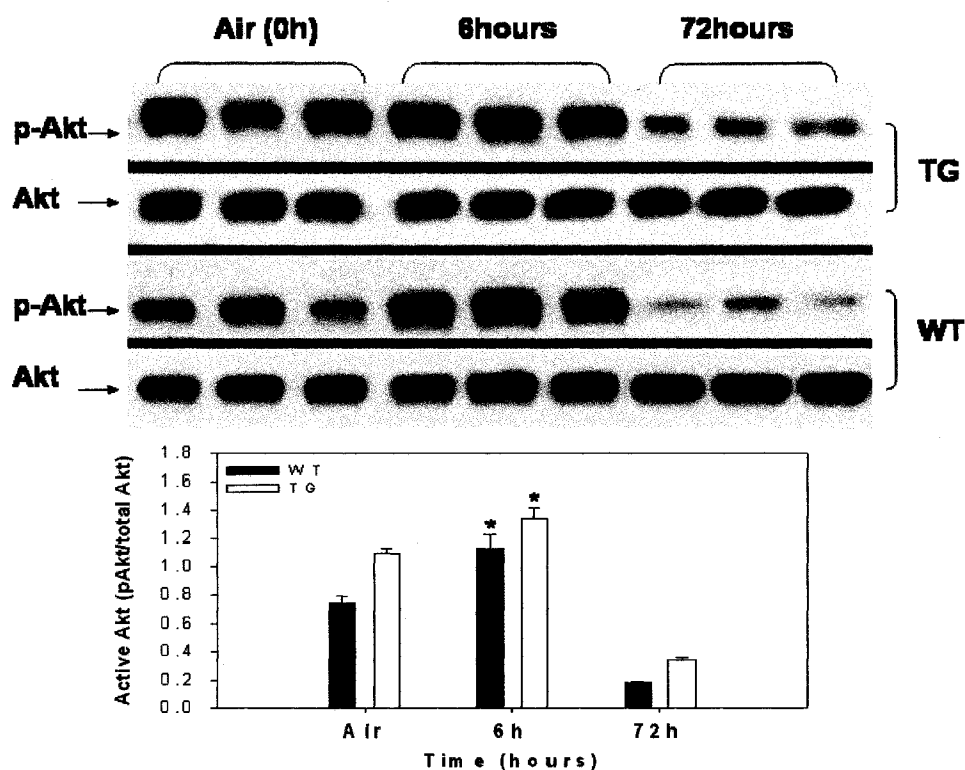 Air (0h) 6hours 72hours
p-Akt
Akt
TG
p-Akt
Akt
WT
Active Akt (pAkt/total Akt)
1.8
1.6
1.4
1.2
1.0
0.8
0.6
0.4
0.2
0.0
WT
TG
* *
Air 6h 72h
Time (hours)